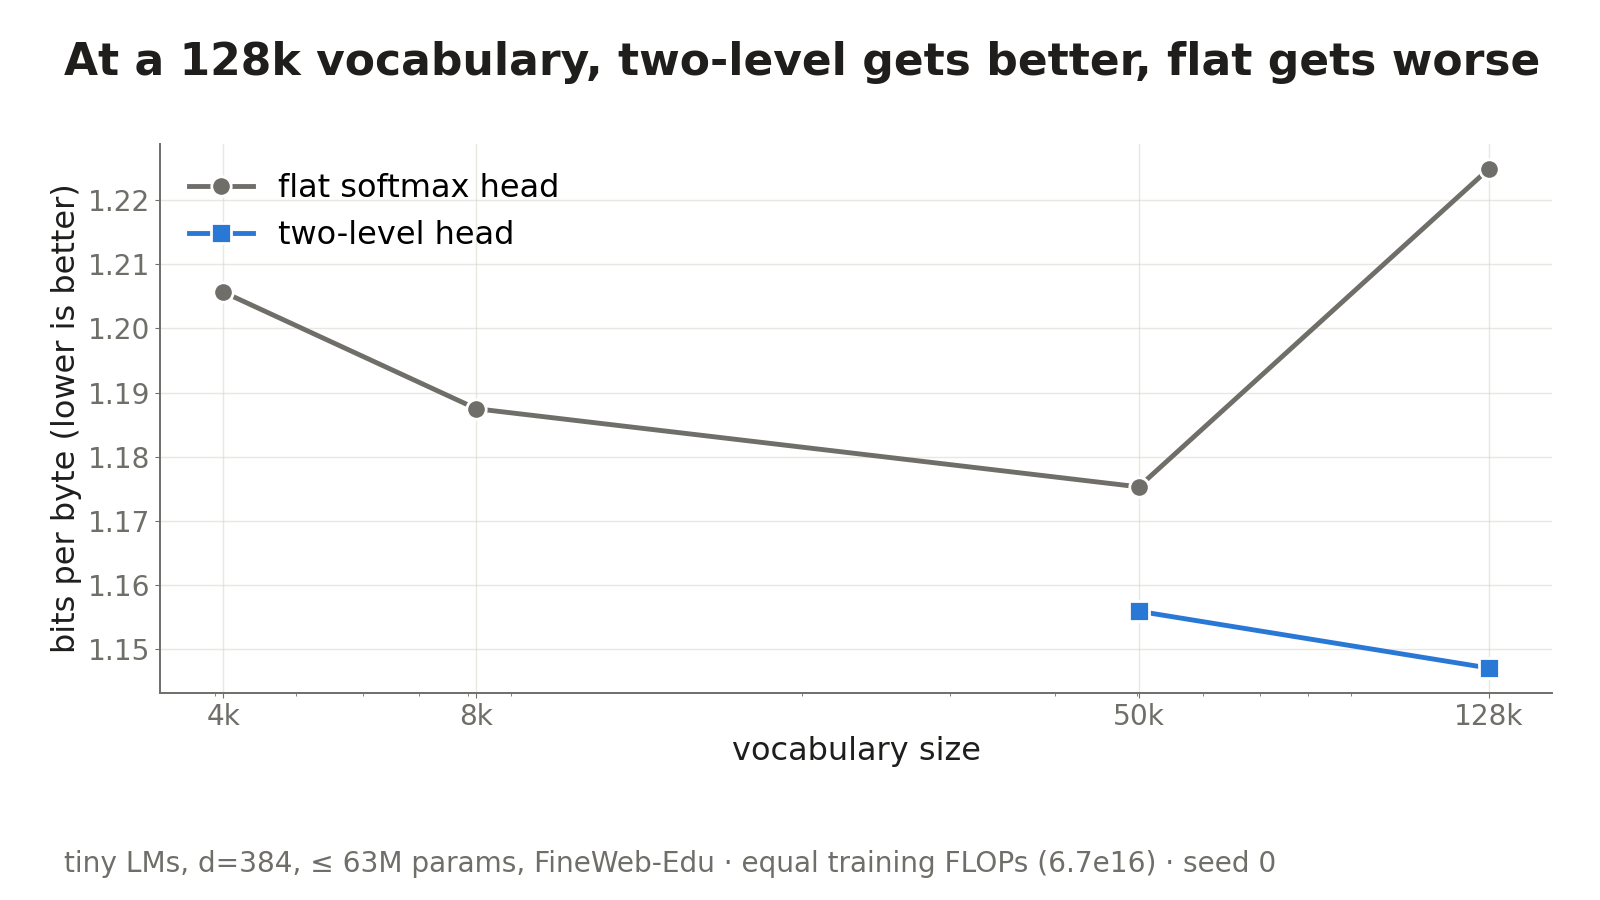 At a 128k vocabulary, two-level gets better, flat gets worse
flat softmax head
two-level head
bits per byte (lower is better)
1.22
1.21
1.20
1.19
1.18
1.17
1.16
1.15
4k 8k 50k 128k
vocabulary size
tiny LMs, d=384, ≤ 63M params, FineWeb-Edu · equal training FLOPs (6.7e16) · seed 0